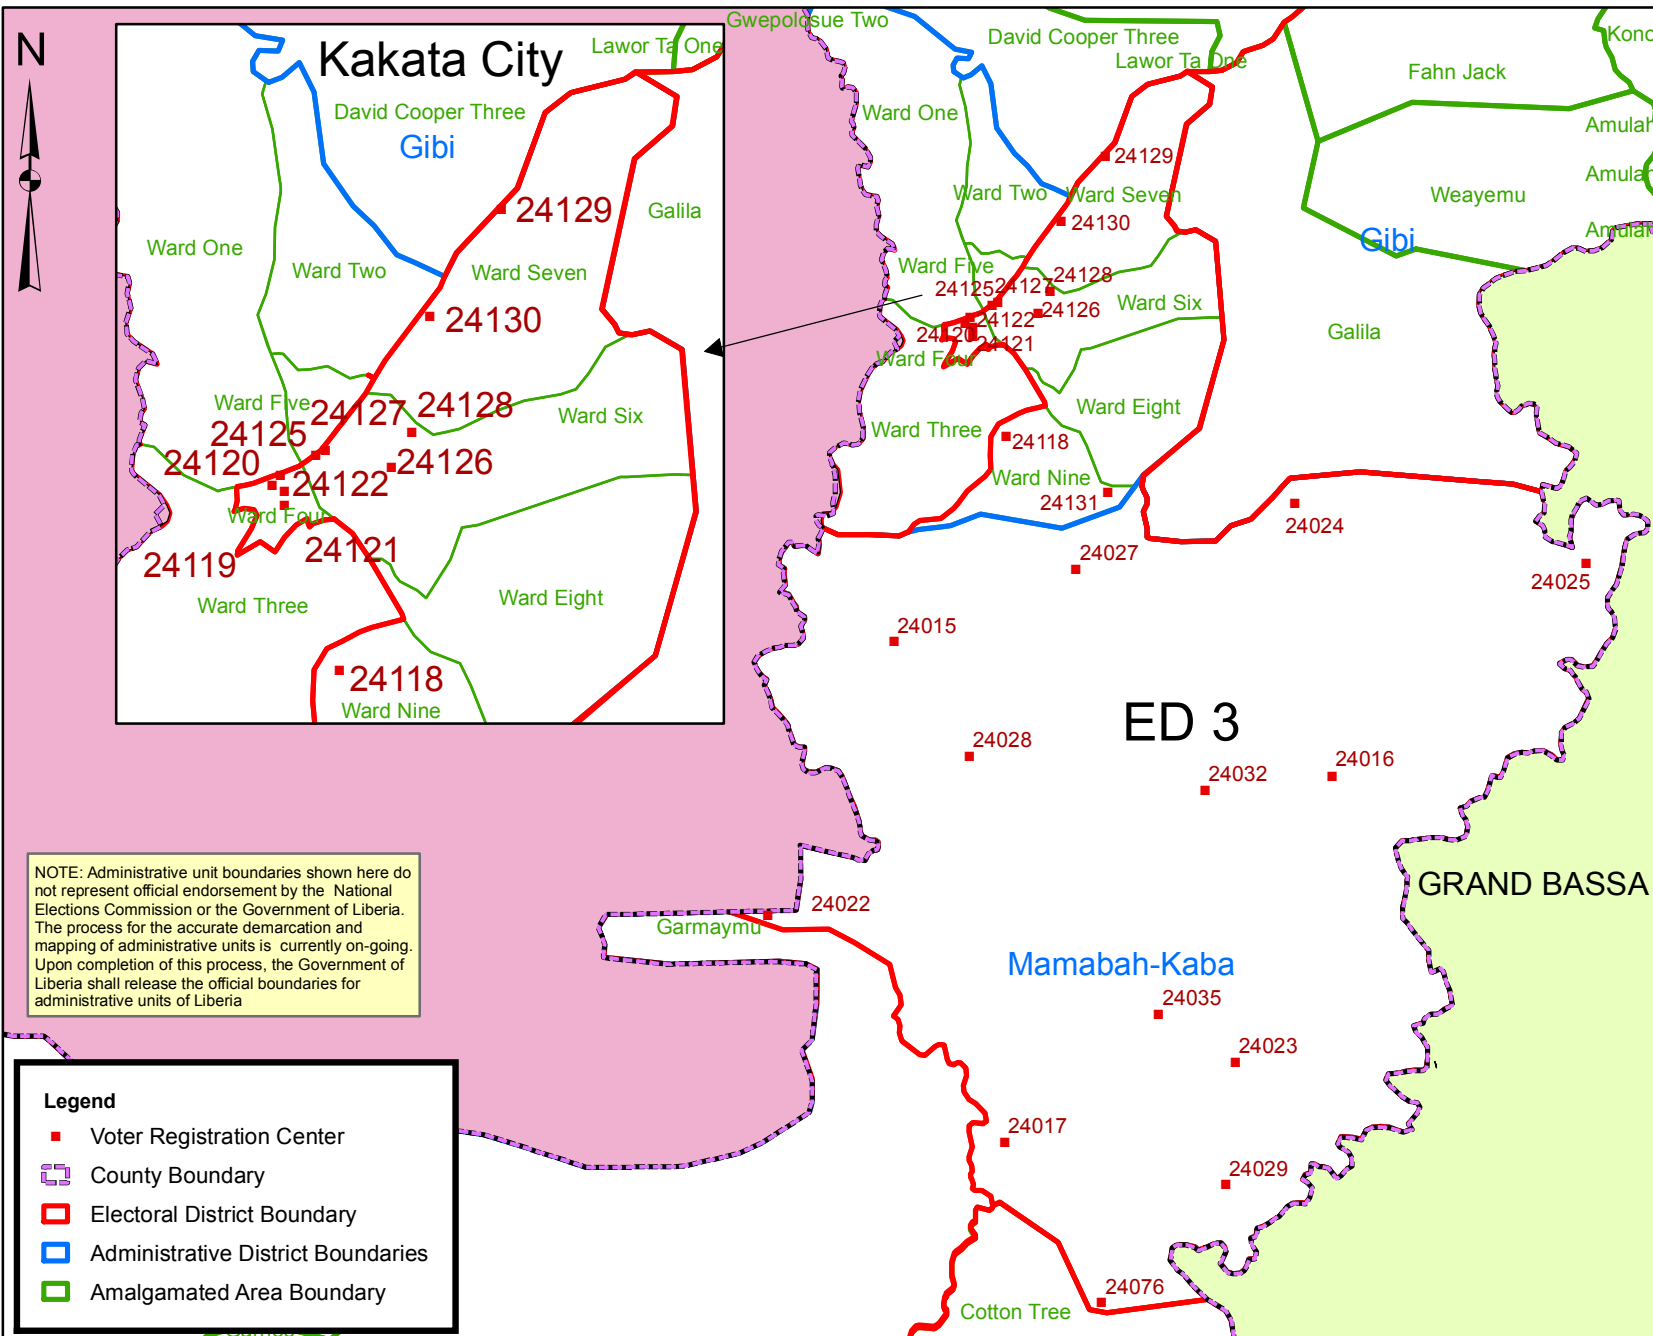 N
Kakata City
Lawor Ta One
David Cooper Three
Gibi
24129
Galila
Ward One
Ward Two
Ward Seven
24130
Ward Five
24127
24128
24125
Ward Six
24120
24126
24122
Ward Four
24121
24119
Ward Three
Ward Eight
24118
Ward Nine
Gwepolosue Two
David Cooper Three
Lawor Ta One
Fahn Jack
Ward One
24129
Ward Two
Ward Seven
Weayemu
24130
Gibi
Ward Five
24128
24125
24127
Ward Six
24126
24122
24120
24121
Galila
Ward Four
Ward Eight
Ward Three
24118
Ward Nine
24131
24024
24027
24025
24015
ED 3
24028
24032
24016
GRAND BASSA
24022
Garmaymu
Mamabah-Kaba
24035
24023
24017
24029
24076
Cotton Tree
NOTE: Administrative unit boundaries shown here do
not represent official endorsement by the National
Elections Commission or the Government of Liberia.
The process for the accurate demarcation and
mapping of administrative units is currently on-going.
Upon completion of this process, the Government of
Liberia shall release the official boundaries for
administrative units of Liberia
Legend
Voter Registration Center
County Boundary
Electoral District Boundary
Administrative District Boundaries
Amalgamated Area Boundary